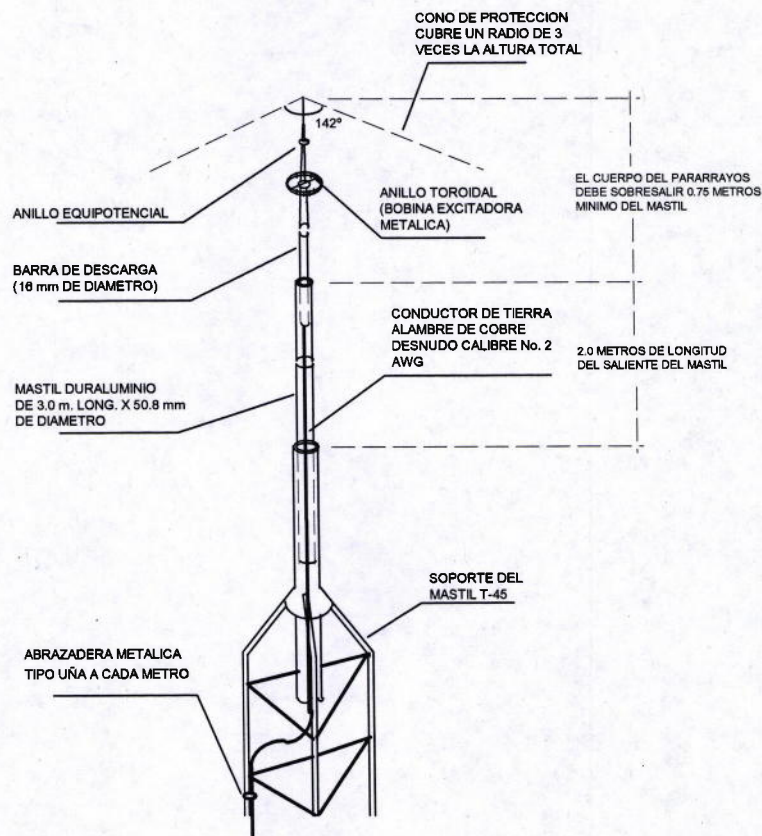 CONO DE PROTECCION
CUBRE UN RADIO DE 3
VECES LA ALTURA TOTAL
142º
EL CUERPO DEL PARARRAYOS
DEBE SOBRESALIR 0.75 METROS
MINIMO DEL MASTIL
ANILLO TOROIDAL
(BOBINA EXCITADORA
METALICA)
ANILLO EQUIPOTENCIAL
BARRA DE DESCARGA
(16 mm DE DIAMETRO)
CONDUCTOR DE TIERRA
ALAMBRE DE COBRE
DESNUDO CALIBRE No. 2
AWG
2.0 METROS DE LONGITUD
DEL SALIENTE DEL MASTIL
MASTIL DURALUMINIO
DE 3.0 m. LONG. X 50.8 mm
DE DIAMETRO
SOPORTE DEL
MASTIL T-45
ABRAZADERA METALICA
TIPO UÑA A CADA METRO